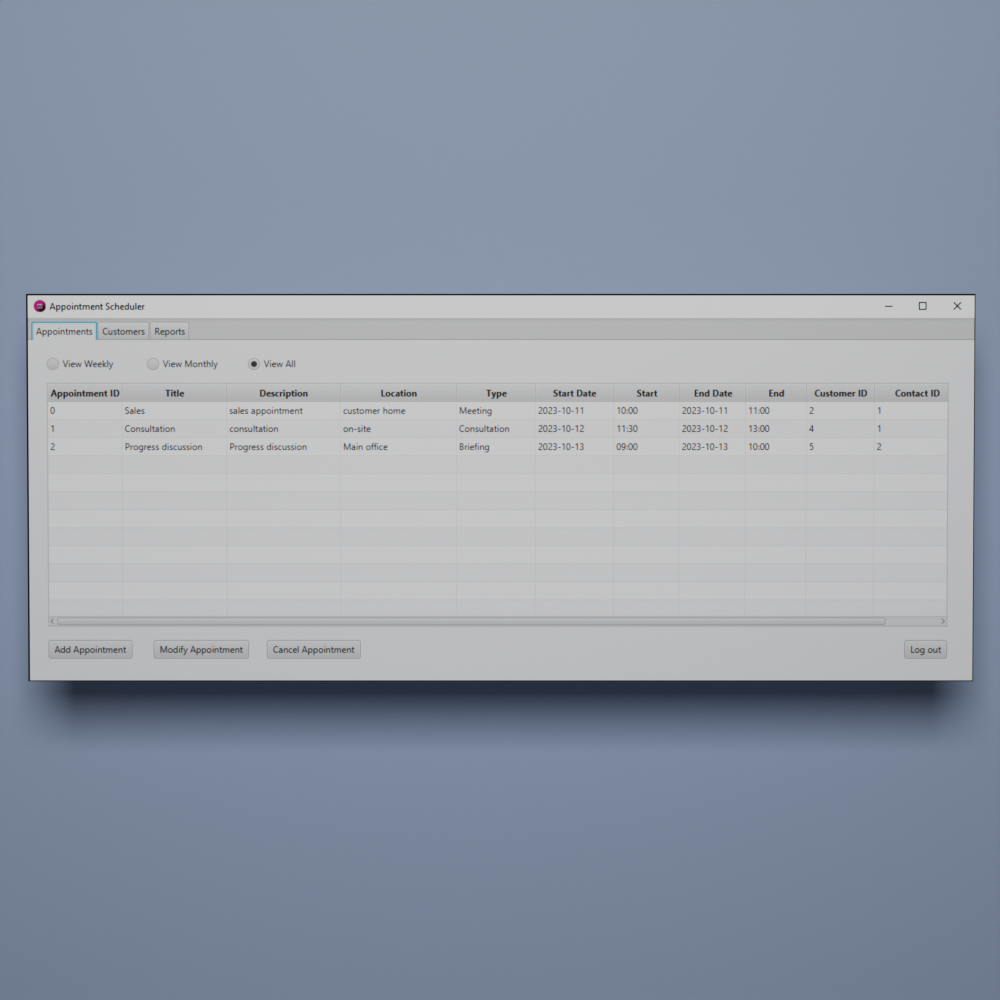 Appointment Scheduler
Appointments Customers Reports
View Weekly View Monthly View All
Appointment ID Title Description Location Type Start Date Start End Date End Customer ID Contact ID
0 Sales sales appointment customer home Meeting 2023-10-11 10:00 2023-10-11 11:00 2 1
1 Consultation consultation on-site Consultation 2023-10-12 11:30 2023-10-12 13:00 4 1
2 Progress discussion Progress discussion Main office Briefing 2023-10-13 09:00 2023-10-13 10:00 5 2
Add Appointment Modify Appointment Cancel Appointment Log out